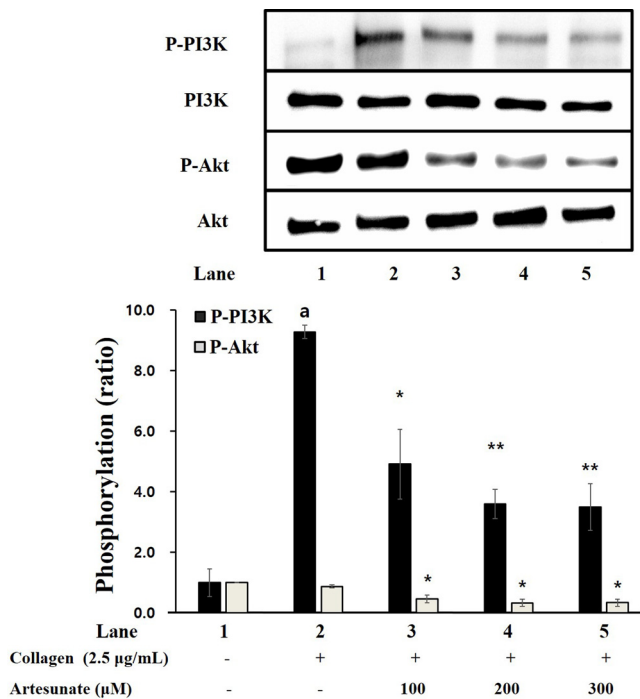 P-PI3K
PI3K
P-Akt
Akt
Lane 1 2 3 4 5
Phosphorylation (ratio)
10.0
8.0
6.0
4.0
2.0
0.0
P-PI3K
P-Akt
a
*
**
**
*
*
*
Lane 1 2 3 4 5
Collagen (2.5 μg/mL) - + + + +
Artesunate (μM) - - 100 200 300